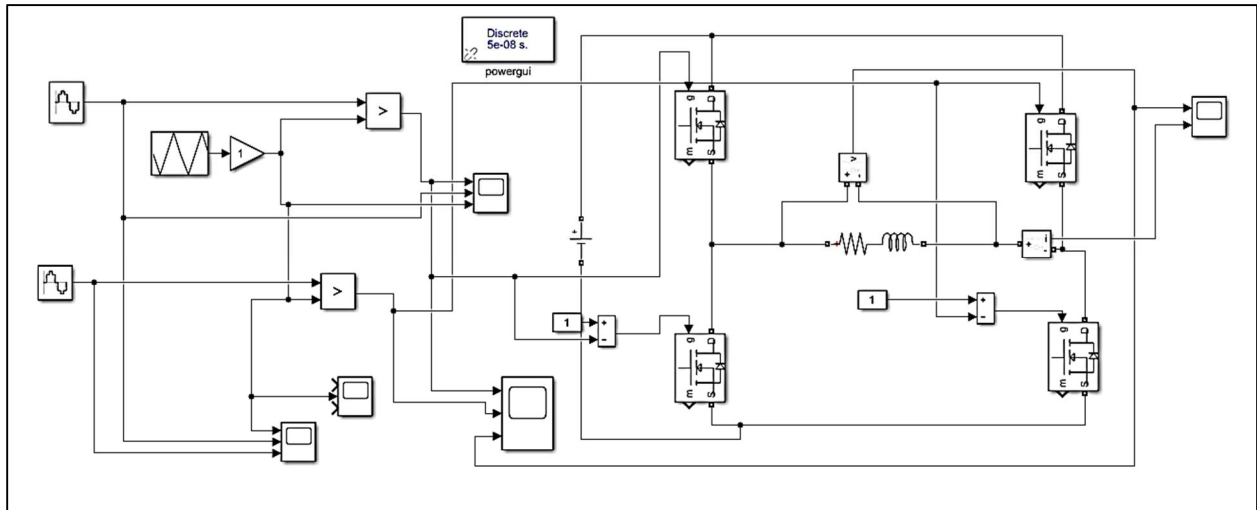 Discrete
5e-08 s.
powergui
>
1
g D
m S
g D
m S
v
+ -
+
+ i
-
>
1
+
-
1
+
-
g D
m S
g D
m S